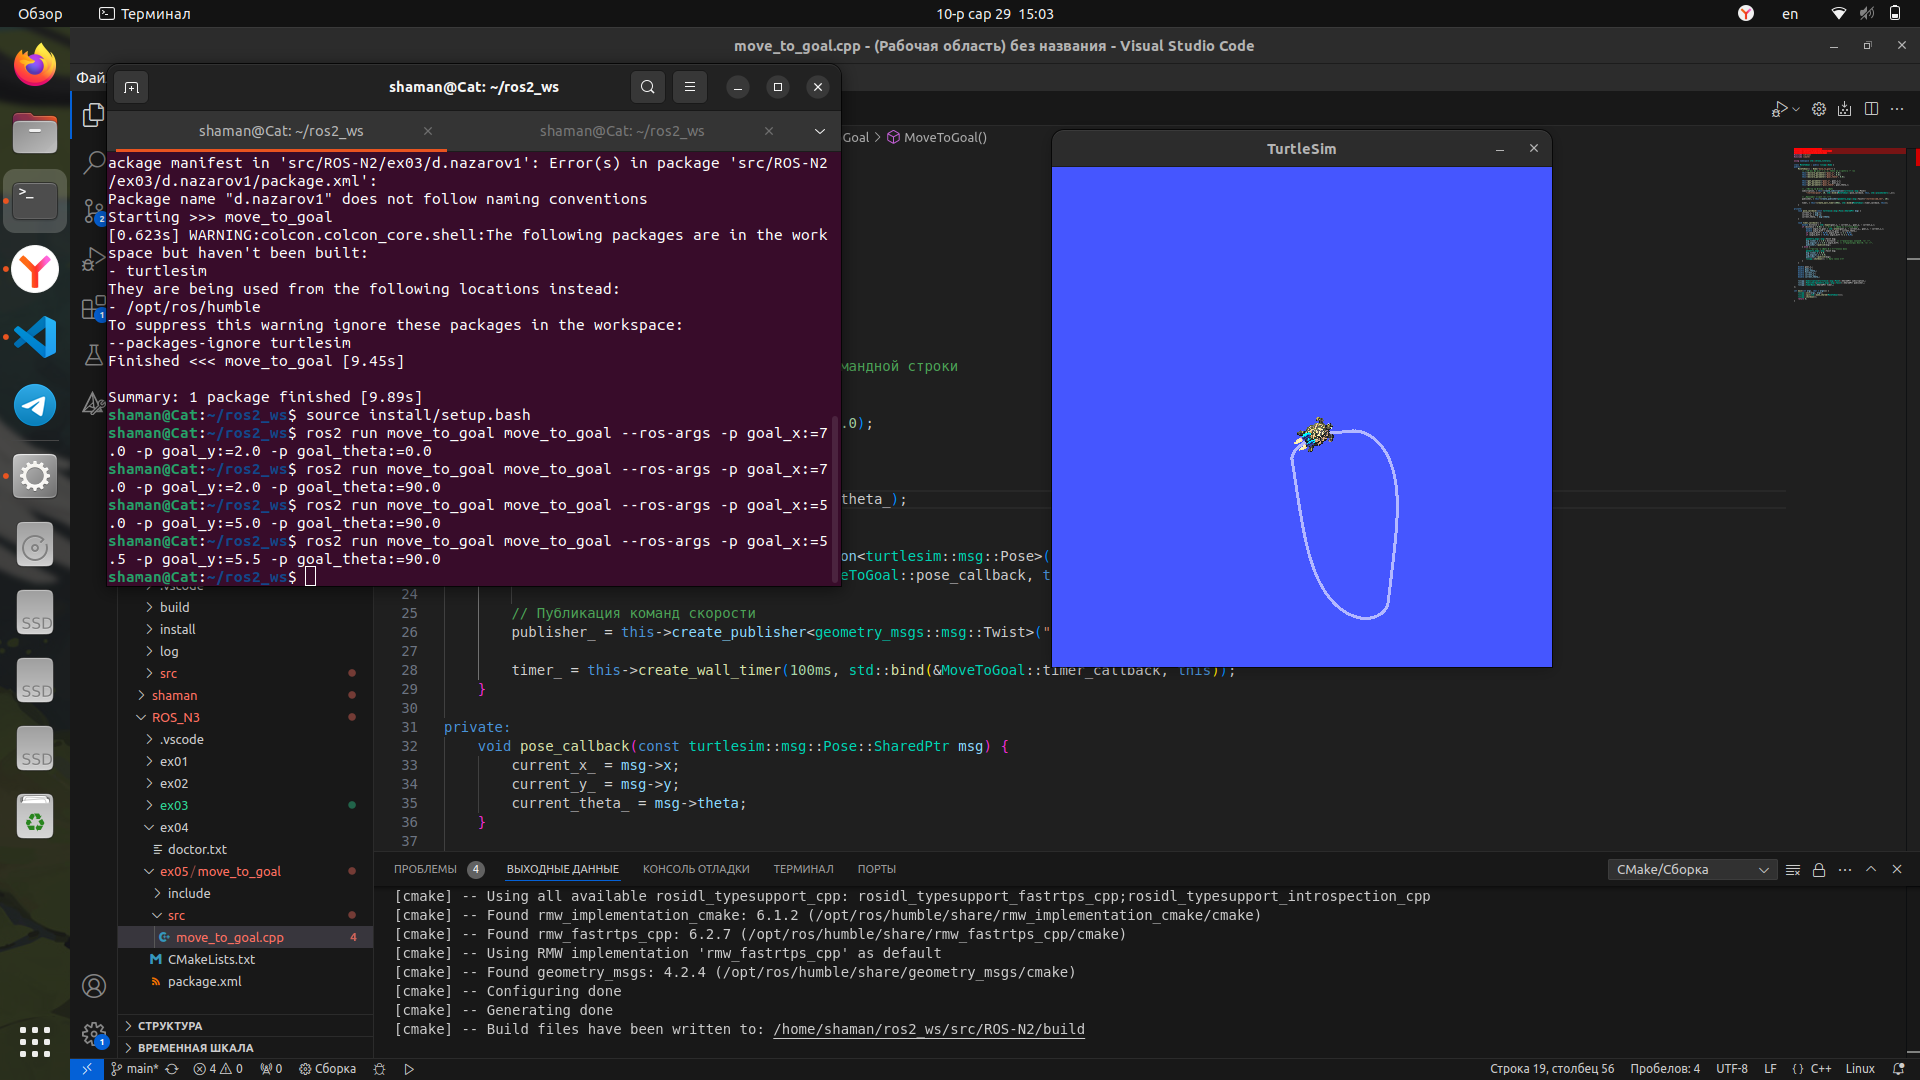 Обзор
Терминал
10-р сар 29 15:03
en
move_to_goal.cpp - (Рабочая область) без названия - Visual Studio Code
Фай
shaman@Cat: ~/ros2_ws
shaman@Cat: ~/ros2_ws
shaman@Cat: ~/ros2_ws
ackage manifest in 'src/ROS-N2/ex03/d.nazarov1': Error(s) in package 'src/ROS-N2
/ex03/d.nazarov1/package.xml':
Package name "d.nazarov1" does not follow naming conventions
Starting >>> move_to_goal
[0.623s] WARNING:colcon.colcon_core.shell:The following packages are in the work
space but haven't been built:
- turtlesim
They are being used from the following locations instead:
- /opt/ros/humble
To suppress this warning ignore these packages in the workspace:
--packages-ignore turtlesim
Finished <<< move_to_goal [9.45s]
Summary: 1 package finished [9.89s]
shaman@Cat:~/ros2_ws$ source install/setup.bash
shaman@Cat:~/ros2_ws$ ros2 run move_to_goal move_to_goal --ros-args -p goal_x:=7
.0 -p goal_y:=2.0 -p goal_theta:=0.0
shaman@Cat:~/ros2_ws$ ros2 run move_to_goal move_to_goal --ros-args -p goal_x:=7
.0 -p goal_y:=2.0 -p goal_theta:=90.0
shaman@Cat:~/ros2_ws$ ros2 run move_to_goal move_to_goal --ros-args -p goal_x:=5
.0 -p goal_y:=5.0 -p goal_theta:=90.0
shaman@Cat:~/ros2_ws$ ros2 run move_to_goal move_to_goal --ros-args -p goal_x:=5
.5 -p goal_y:=5.5 -p goal_theta:=90.0
shaman@Cat:~/ros2_ws$
Goal > MoveToGoal()
TurtleSim
мандной строки
.0);
theta_);
on<turtlesim::msg::Pose>(
eToGoal::pose_callback, t
24
25 // Публикация команд скорости
26 publisher_ = this->create_publisher<geometry_msgs::msg::Twist>("
27
28 timer_ = this->create_wall_timer(100ms, std::bind(&MoveToGoal::timer_callback, this));
29 }
30
31 private:
32 void pose_callback(const turtlesim::msg::Pose::SharedPtr msg) {
33 current_x_ = msg->x;
34 current_y_ = msg->y;
35 current_theta_ = msg->theta;
36 }
37
.vscode
build
install
log
src
shaman
ROS_N3
.vscode
ex01
ex02
ex03
ex04
doctor.txt
ex05 / move_to_goal
include
src
move_to_goal.cpp 4
CMakeLists.txt
package.xml
СТРУКТУРА
ВРЕМЕННАЯ ШКАЛА
2
1
1
SSD
SSD
SSD
ПРОБЛЕМЫ 4 ВЫХОДНЫЕ ДАННЫЕ КОНСОЛЬ ОТЛАДКИ ТЕРМИНАЛ ПОРТЫ
CMake/Сборка
[cmake] -- Using all available rosidl_typesupport_cpp: rosidl_typesupport_fastrtps_cpp;rosidl_typesupport_introspection_cpp
[cmake] -- Found rmw_implementation_cmake: 6.1.2 (/opt/ros/humble/share/rmw_implementation_cmake/cmake)
[cmake] -- Found rmw_fastrtps_cpp: 6.2.7 (/opt/ros/humble/share/rmw_fastrtps_cpp/cmake)
[cmake] -- Using RMW implementation 'rmw_fastrtps_cpp' as default
[cmake] -- Found geometry_msgs: 4.2.4 (/opt/ros/humble/share/geometry_msgs/cmake)
[cmake] -- Configuring done
[cmake] -- Generating done
[cmake] -- Build files have been written to: /home/shaman/ros2_ws/src/ROS-N2/build
main* 4 0 0 Сборка
Строка 19, столбец 56 Пробелов: 4 UTF-8 LF {} C++ Linux